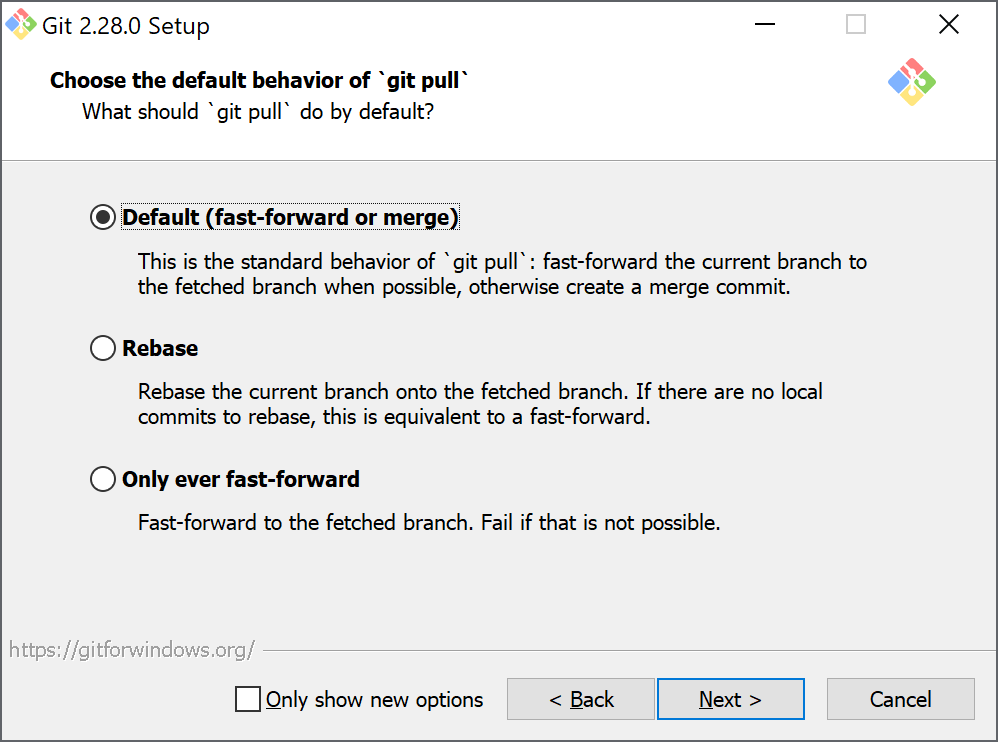 Git 2.28.0 Setup
Choose the default behavior of `git pull`
What should `git pull` do by default?
Default (fast-forward or merge)
This is the standard behavior of `git pull`: fast-forward the current branch to
the fetched branch when possible, otherwise create a merge commit.
Rebase
Rebase the current branch onto the fetched branch. If there are no local
commits to rebase, this is equivalent to a fast-forward.
Only ever fast-forward
Fast-forward to the fetched branch. Fail if that is not possible.
https://gitforwindows.org/
Only show new options
< Back
Next >
Cancel